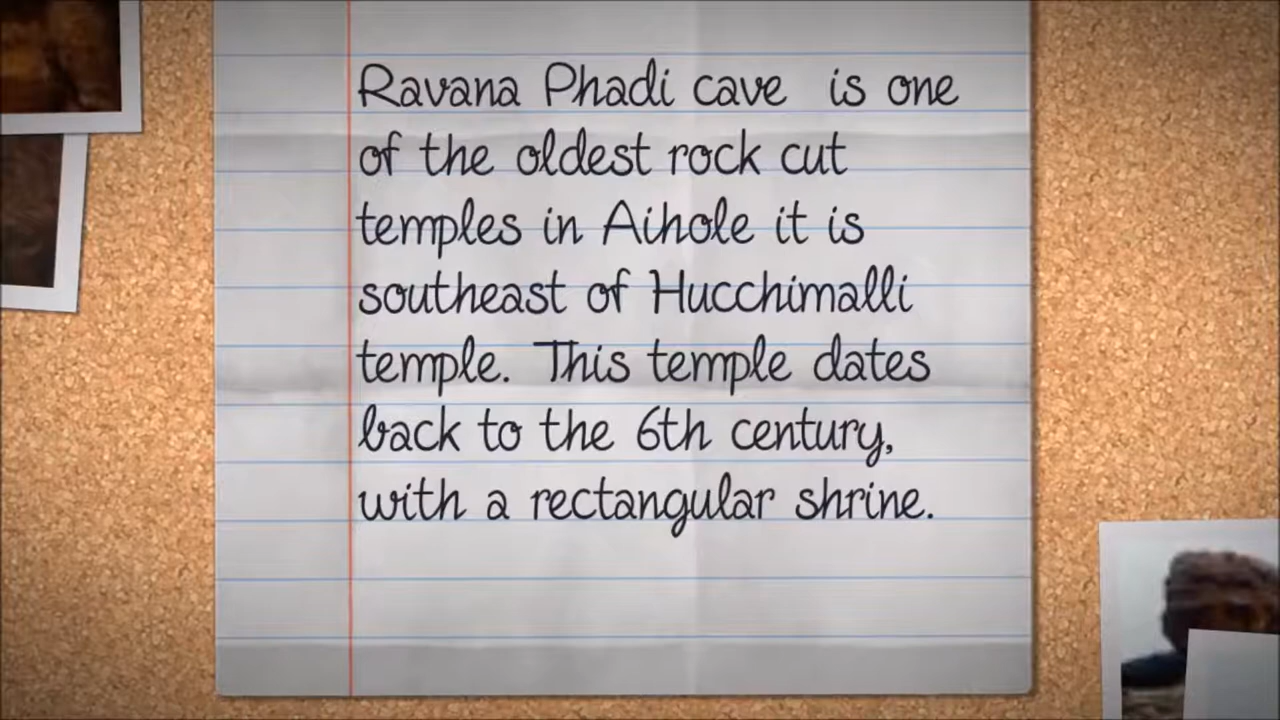 Ravana Phadi cave  is one
of the oldest rock cut
temples in Aihole it is
southeast of Hucchimalli
temple. This temple dates
back to the 6th century,
with a rectangular shrine.